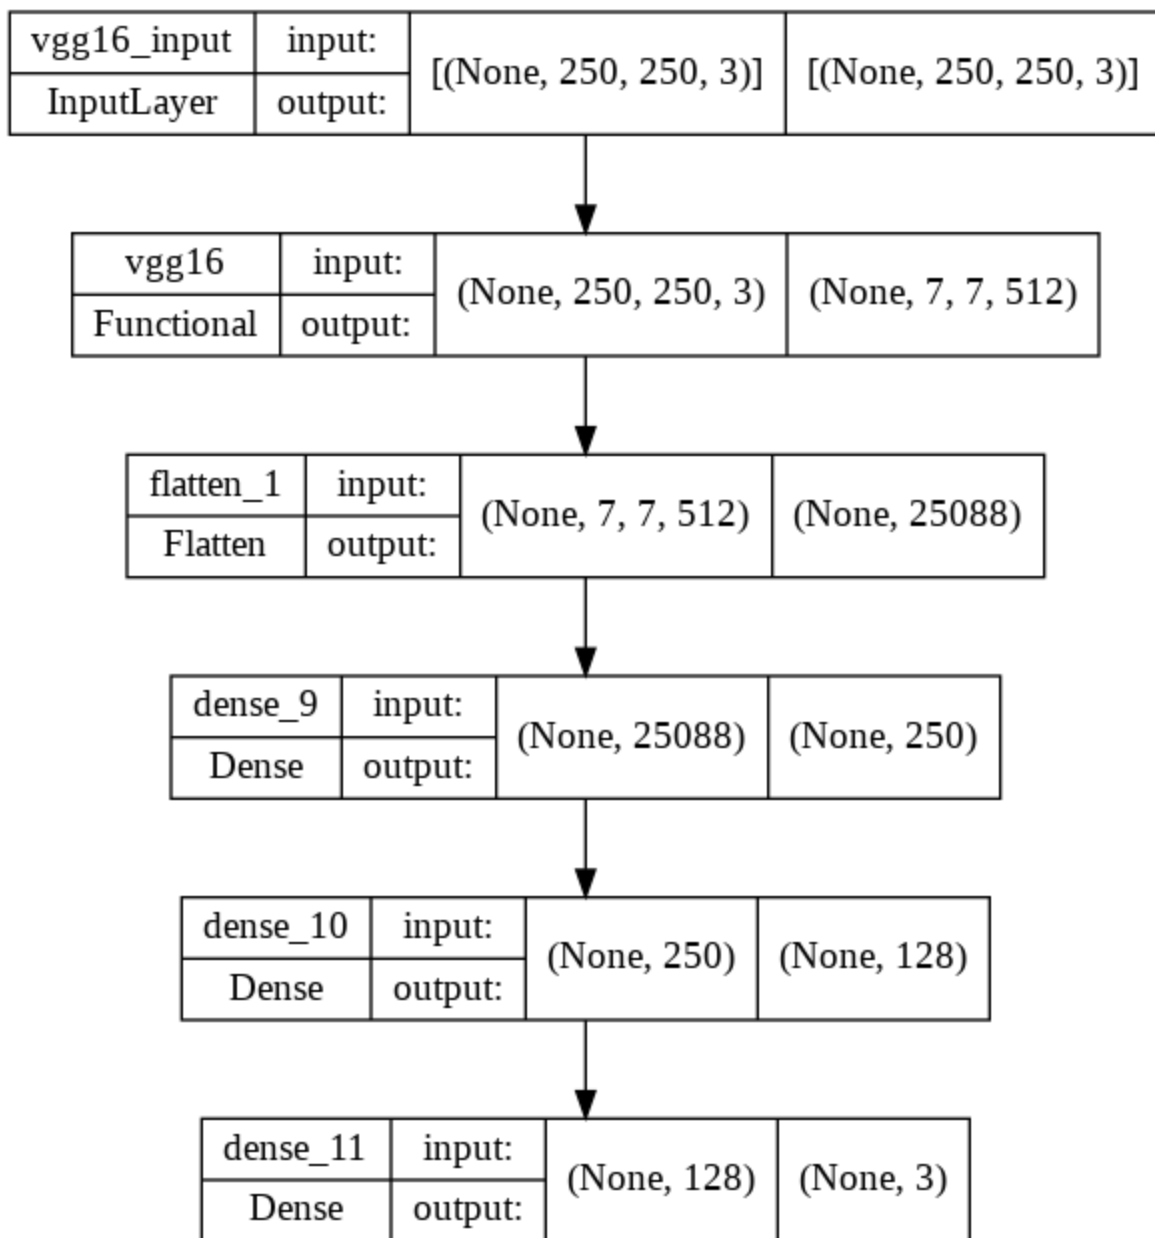 vgg16_input input: [(None, 250, 250, 3)] [(None, 250, 250, 3)]
InputLayer output:
vgg16 input: (None, 250, 250, 3) (None, 7, 7, 512)
Functional output:
flatten_1 input: (None, 7, 7, 512) (None, 25088)
Flatten output:
dense_9 input: (None, 25088) (None, 250)
Dense output:
dense_10 input: (None, 250) (None, 128)
Dense output:
dense_11 input: (None, 128) (None, 3)
Dense output: